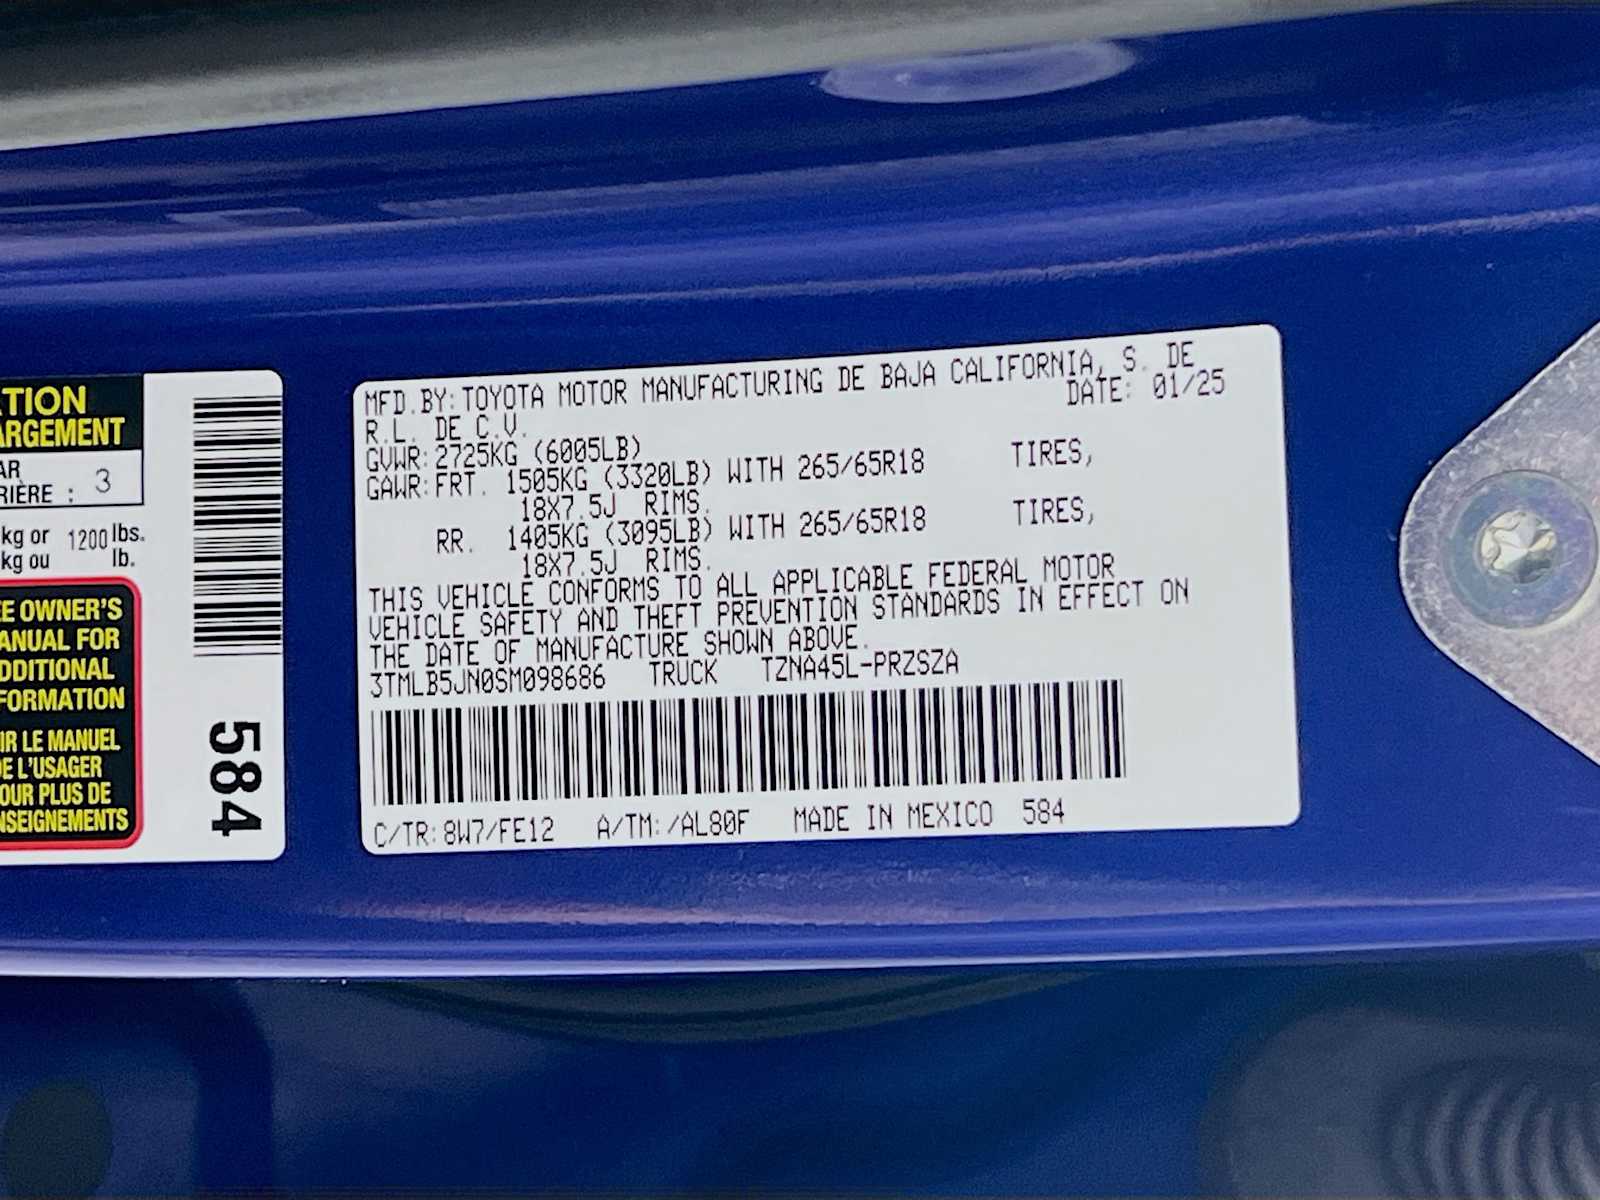 TION
ARGEMENT
AR
RIÈRE : 3
kg or 1200 lbs.
kg ou lb.
EE OWNER'S
ANUAL FOR
DDITIONAL
FORMATION
IR LE MANUEL
DE L'USAGER
OUR PLUS DE
NSEIGNEMENTS
584
MFD.BY:TOYOTA MOTOR MANUFACTURING DE BAJA CALIFORNIA, S. DE
R.L. DE C.V. DATE: 01/25
GVWR:2725KG (6005LB)
GAWR:FRT. 1505KG (3320LB) WITH 265/65R18 TIRES,
18X7.5J RIMS.
RR. 1405KG (3095LB) WITH 265/65R18 TIRES,
18X7.5J RIMS.
THIS VEHICLE CONFORMS TO ALL APPLICABLE FEDERAL MOTOR
VEHICLE SAFETY AND THEFT PREVENTION STANDARDS IN EFFECT ON
THE DATE OF MANUFACTURE SHOWN ABOVE.
3TMLB5JN0SM098686 TRUCK TZNA45L-PRZSZA
C/TR:8W7/FE12 A/TM:/AL80F MADE IN MEXICO 584